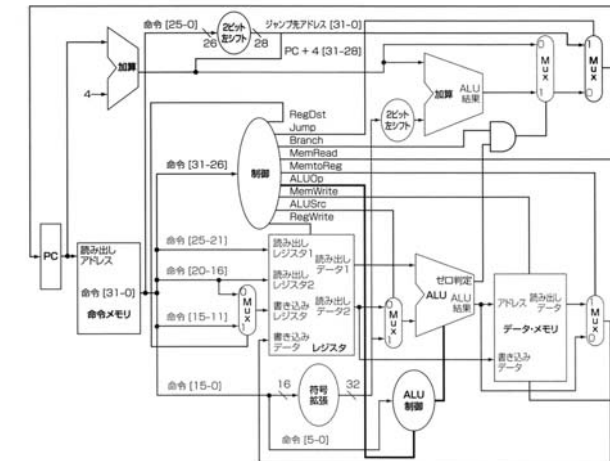 命令 [25-0]
26
2ビット
左シフト
28
ジャンプ先アドレス [31-0]
PC + 4 [31-28]
加算
4
0
M
u
x
1
1
M
u
x
0
加算
ALU
結果
2ビット
左シフト
RegDst
Jump
Branch
MemRead
MemtoReg
ALUOp
MemWrite
ALUSrc
RegWrite
命令 [31-26]
制御
PC
読み出し
アドレス
命令 [31-0]
命令メモリ
命令 [25-21]
命令 [20-16]
命令 [15-11]
0
M
u
x
1
読み出し
レジスタ1
読み出し
レジスタ2
書き込み
レジスタ
書き込み
データ
読み出し
データ1
読み出し
データ2
レジスタ
0
M
u
x
1
ゼロ判定
ALU
ALU
結果
アドレス
読み出し
データ
書き込み
データ
データ・メモリ
1
M
u
x
0
命令 [15-0]
16
符号
拡張
32
ALU
制御
命令 [5-0]